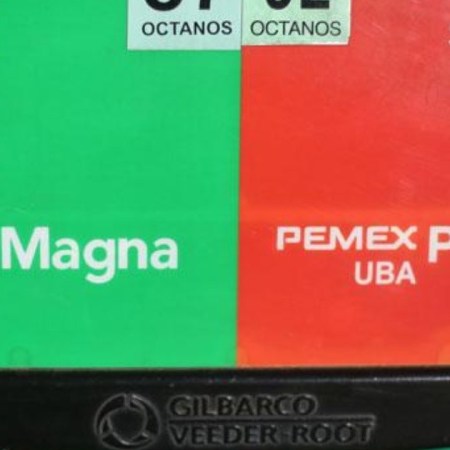 OCTANOS OCTANOS
Magna
PEMEX P
UBA
GILBARCO
VEEDER-ROOT